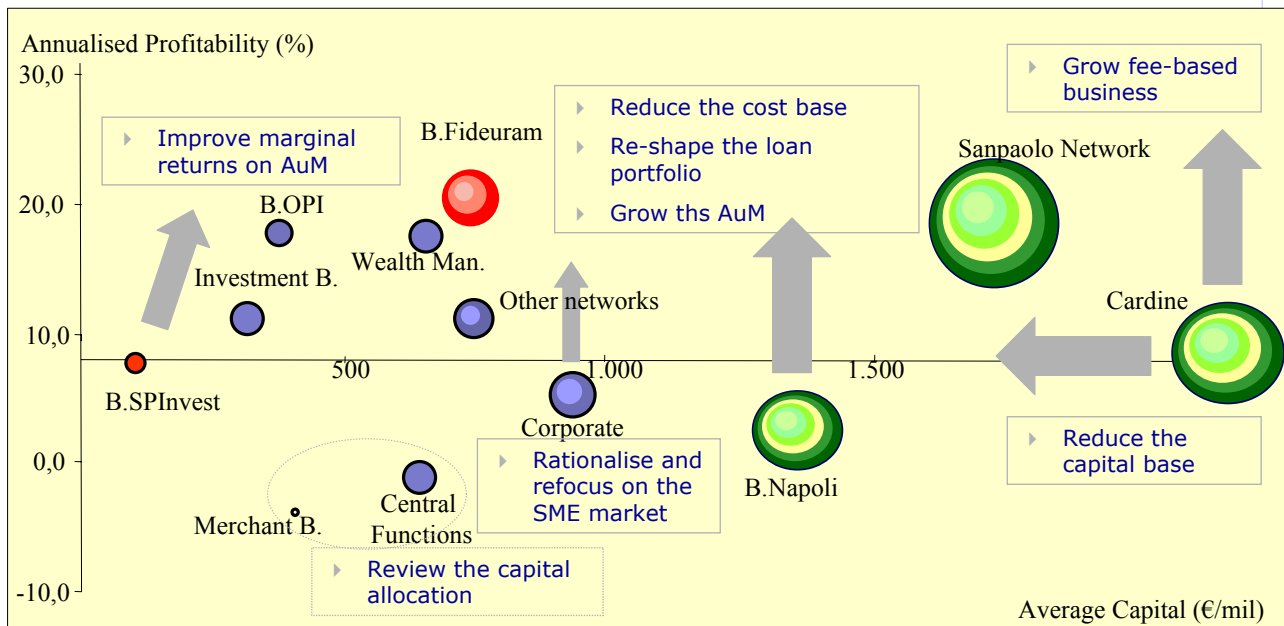 Annualised Profitability (%)
30,0
20,0
10,0
0,0
-10,0
Improve marginal
returns on AuM
B.Fideuram
Reduce the cost base
Re-shape the loan
portfolio
Grow ths AuM
Grow fee-based
business
Sanpaolo Network
B.OPI
Wealth Man.
Investment B.
Other networks
Cardine
500
1.000
1.500
B.SPInvest
Corporate
Rationalise and
refocus on the
SME market
B.Napoli
Reduce the
capital base
Merchant B.
Central
Functions
Review the capital
allocation
Average Capital (€/mil)